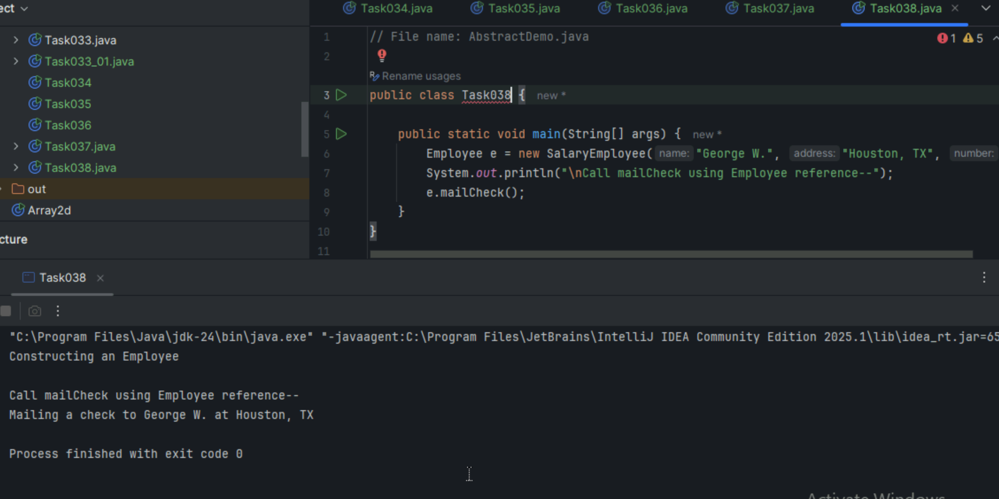 ect
Task033.java
Task033_01.java
Task034
Task035
Task036
Task037.java
Task038.java
out
Array2d
cture
Task034.java Task035.java Task036.java Task037.java Task038.java
1 // File name: AbstractDemo.java
1 5
2
Rename usages
3 public class Task038 { new *
4
5 public static void main(String[] args) { new *
6 Employee e = new SalaryEmployee( name: "George W.", address: "Houston, TX", number:
7 System.out.println("\nCall mailCheck using Employee reference--");
8 e.mailCheck();
9 }
10 }
11
Task038
"C:\Program Files\Java\jdk-24\bin\java.exe" "-javaagent:C:\Program Files\JetBrains\IntelliJ IDEA Community Edition 2025.1\lib\idea_rt.jar=65
Constructing an Employee
Call mailCheck using Employee reference--
Mailing a check to George W. at Houston, TX
Process finished with exit code 0
Activate Windows